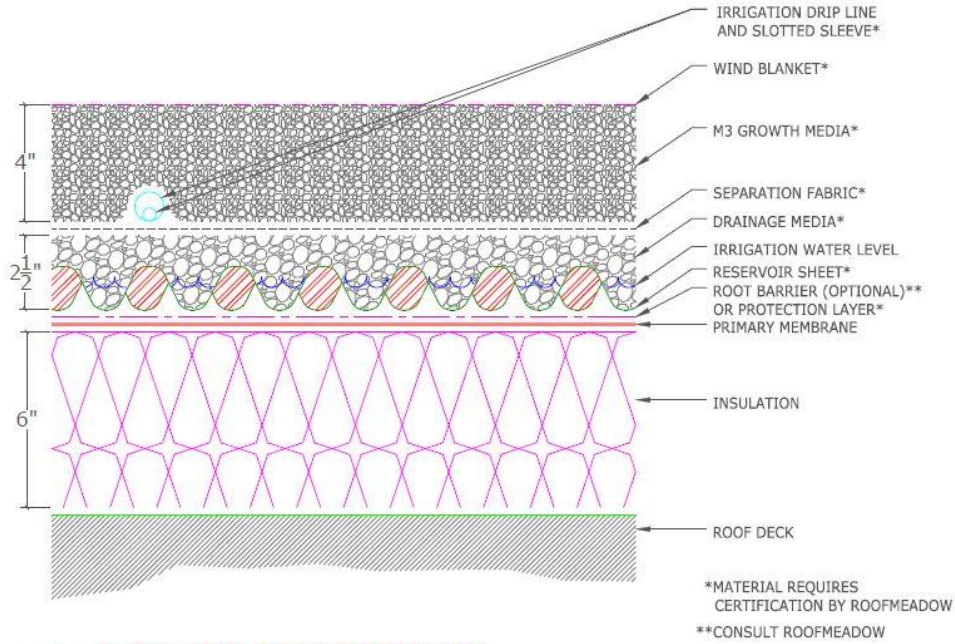 IRRIGATION DRIP LINE
AND SLOTTED SLEEVE*
WIND BLANKET*
4"
M3 GROWTH MEDIA*
SEPARATION FABRIC*
DRAINAGE MEDIA*
2 1/2"
IRRIGATION WATER LEVEL
RESERVOIR SHEET*
ROOT BARRIER (OPTIONAL)**
OR PROTECTION LAYER*
PRIMARY MEMBRANE
6"
INSULATION
ROOF DECK
*MATERIAL REQUIRES
CERTIFICATION BY ROOFMEADOW
**CONSULT ROOFMEADOW